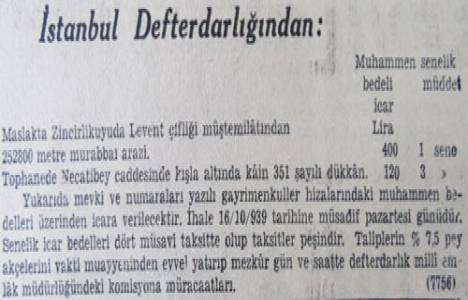 İstanbul Defterdarlığından:
Muhammen senelik
bedeli müddet
icar
Lira
Maslakta Zincirlikuyuda Levent çifliği müştemilâtından
252800 metre murabbaı arazi. 400 1 sene
Tophanede Necatibey caddesinde kışla altında kâin 351 sayılı dükkân. 120 3 »
Yukarıda mevki ve numaraları yazılı gayrimenkuller hizalarındaki muhammen be-
delleri üzerinden icara verilecektir. İhale 16/10/939 tarihine müsadif pazartesi günüdür.
Senelik icar bedelleri dört müsavi taksitte olup taksitler peşindir. Taliplerin % 7,5 pey
akçelerini vakti muayyeninden evvel yatırıp mezkûr gün ve saatte defterdarlık millî em-
lâk müdürlüğündeki komisyona müracaatları. (7756)